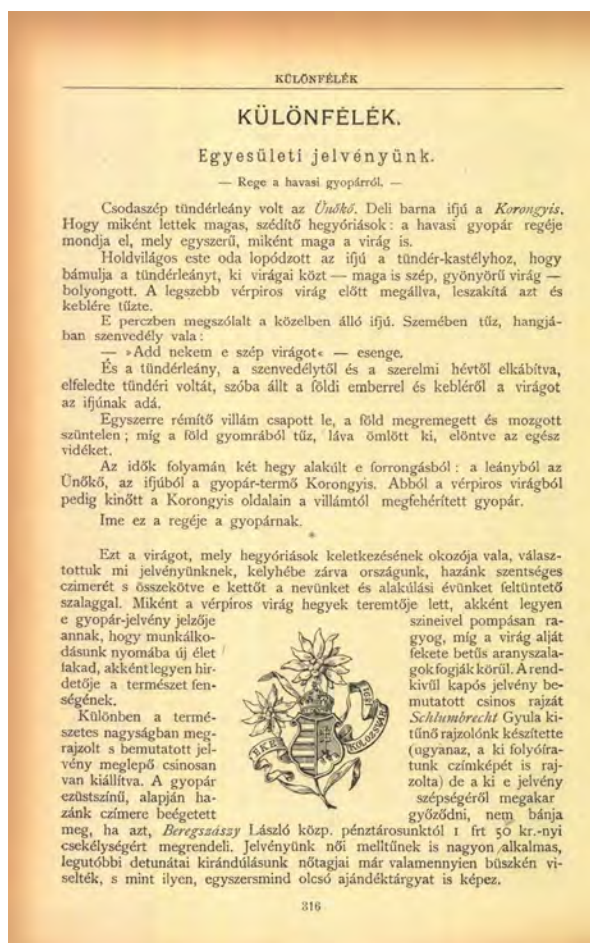 KÜLÖNFÉLÉK
KÜLÖNFÉLÉK.
Egyesületi jelvényünk.
— Rege a havasi gyopárról. —
Csodaszép tündérleány volt az Ünőkő. Deli barna ifjú a Korongyis.
Hogy miként lettek magas, szédítő hegyóriások: a havasi gyopár regéje
mondja el, mely egyszerű, miként maga a virág is.
Holdvilágos este oda lopódzott az ifjú a tündér-kastélyhoz, hogy
bámulja a tündérleányt, ki virágai közt — maga is szép, gyönyörű virág —
bolyongott. A legszebb vérpiros virág előtt megállva, leszakítá azt és
keblére tűzte.
E perczben megszólalt a közelben álló ifjú. Szemében tűz, hangjá-
ban szenvedély vala:
— »Add nekem e szép virágot« — esenge.
És a tündérleány, a szenvedélytől és a szerelmi hévtől elkábítva,
elfeledte tündéri voltát, szóba állt a földi emberrel és kebléről a virágot
az ifjúnak adá.
Egyszerre rémítő villám csapott le, a föld megremegett és mozgott
szüntelen; míg a föld gyomrából tűz, láva ömlött ki, elöntve az egész
vidéket.
Az idők folyamán két hegy alakúlt e forrongásból: a leányból az
Ünőkő, az ifjúból a gyopár-termő Korongyis. Abból a vérpiros virágból
pedig kinőtt a Korongyis oldalain a villámtól megfehérített gyopár.
Ime ez a regéje a gyopárnak.
*
Ezt a virágot, mely hegyóriások keletkezésének okozója vala, válasz-
tottuk mi jelvényünknek, kelyhébe zárva országunk, hazánk szentséges
czimerét s összekötve e kettőt a nevünket és alakulási évünket feltüntető
szalaggal. Miként a vérpiros virág hegyek teremtője lett, akként legyen
e gyopár-jelvény jelzője
annak, hogy munkálko-
dásunk nyomába új élet
fakad, akként legyen hir-
detője a természet fen-
ségének.
Különben a termé-
szetes nagyságban meg-
rajzolt s bemutatott jel-
vény meglepő csinosan
van kiállítva. A gyopár
ezüstszínű, alapján ha-
zánk czímere beégetett
EKE
KOLOZSVÁR
1891
szineivel pompásan ra-
gyog, míg a virág alját
fekete betűs aranyszala-
gok fogják körül. A rend-
kivül kapós jelvény be-
mutatott csinos rajzát
Schlumbrecht Gyula ki-
tűnő rajzolónk készítette
(ugyanaz, a ki folyóira-
tunk czímképét is raj-
zolta) de a ki e jelvény
szépségéről megakar
győződni, nem bánja
meg, ha azt, Beregszászy László közp. pénztárosunktól 1 frt 50 kr.-nyi
csekélységért megrendeli. Jelvényünk női melltűnek is nagyon alkalmas,
legutóbbi detunátai kirándulásunk nőtagjai már valamennyien büszkén vi-
selték, s mint ilyen, egyszersmind olcsó ajándéktárgyat is képez.
316